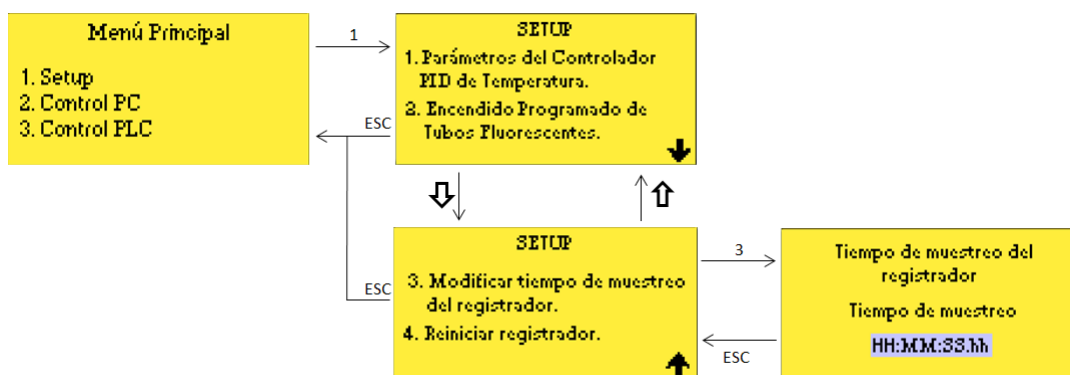 Menú Principal
1. Setup
2. Control PC
3. Control PLC
1
ESC
SETUP
1. Parámetros del Controlador
PID de Temperatura.
2. Encendido Programado de
Tubos Fluorescentes.
SETUP
3. Modificar tiempo de muestreo
del registrador.
4. Reiniciar registrador.
ESC
3
ESC
Tiempo de muestreo del
registrador
Tiempo de muestreo
HH:MM:SS.hh